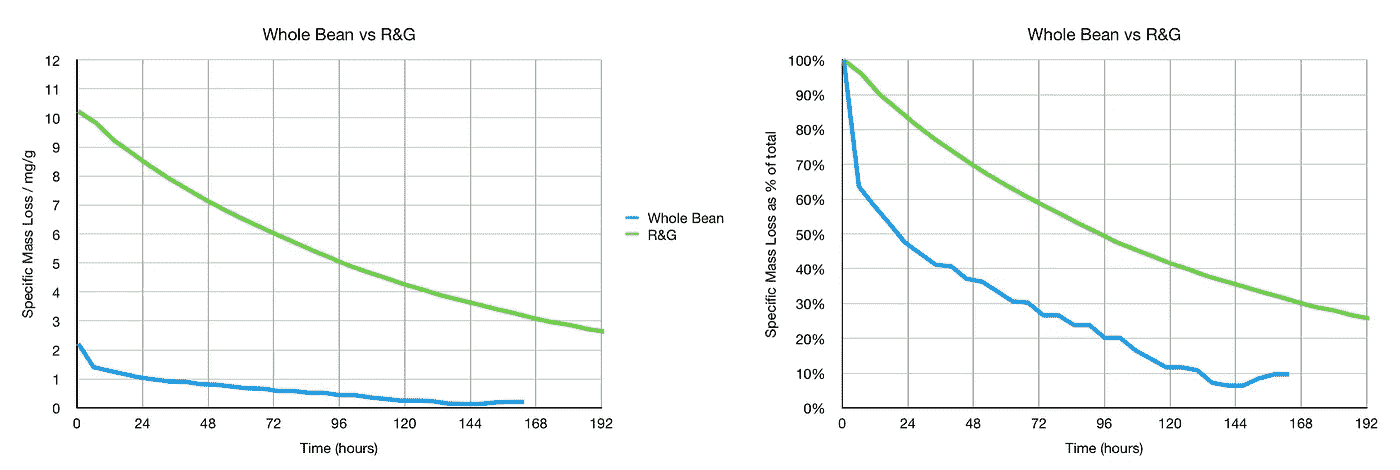 Whole Bean vs R&G
Specific Mass Loss / mg/g
12
11
10
9
8
7
6
5
4
3
2
1
0
0 24 48 72 96 120 144 168 192
Time (hours)
Whole Bean
R&G
Whole Bean vs R&G
Specific Mass Loss as % of total
100%
90%
80%
70%
60%
50%
40%
30%
20%
10%
0%
0 24 48 72 96 120 144 168 192
Time (hours)